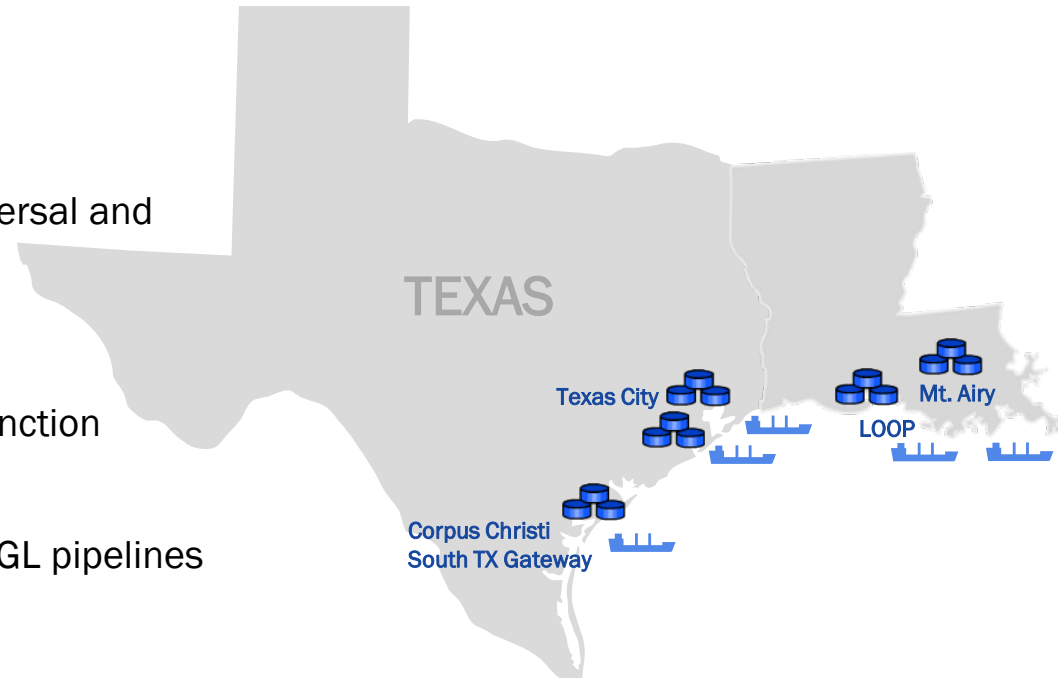 ersal and
TEXAS
Texas City
Mt. Airy
nction
LOOP
Corpus Christi
South TX Gateway
GL pipelines